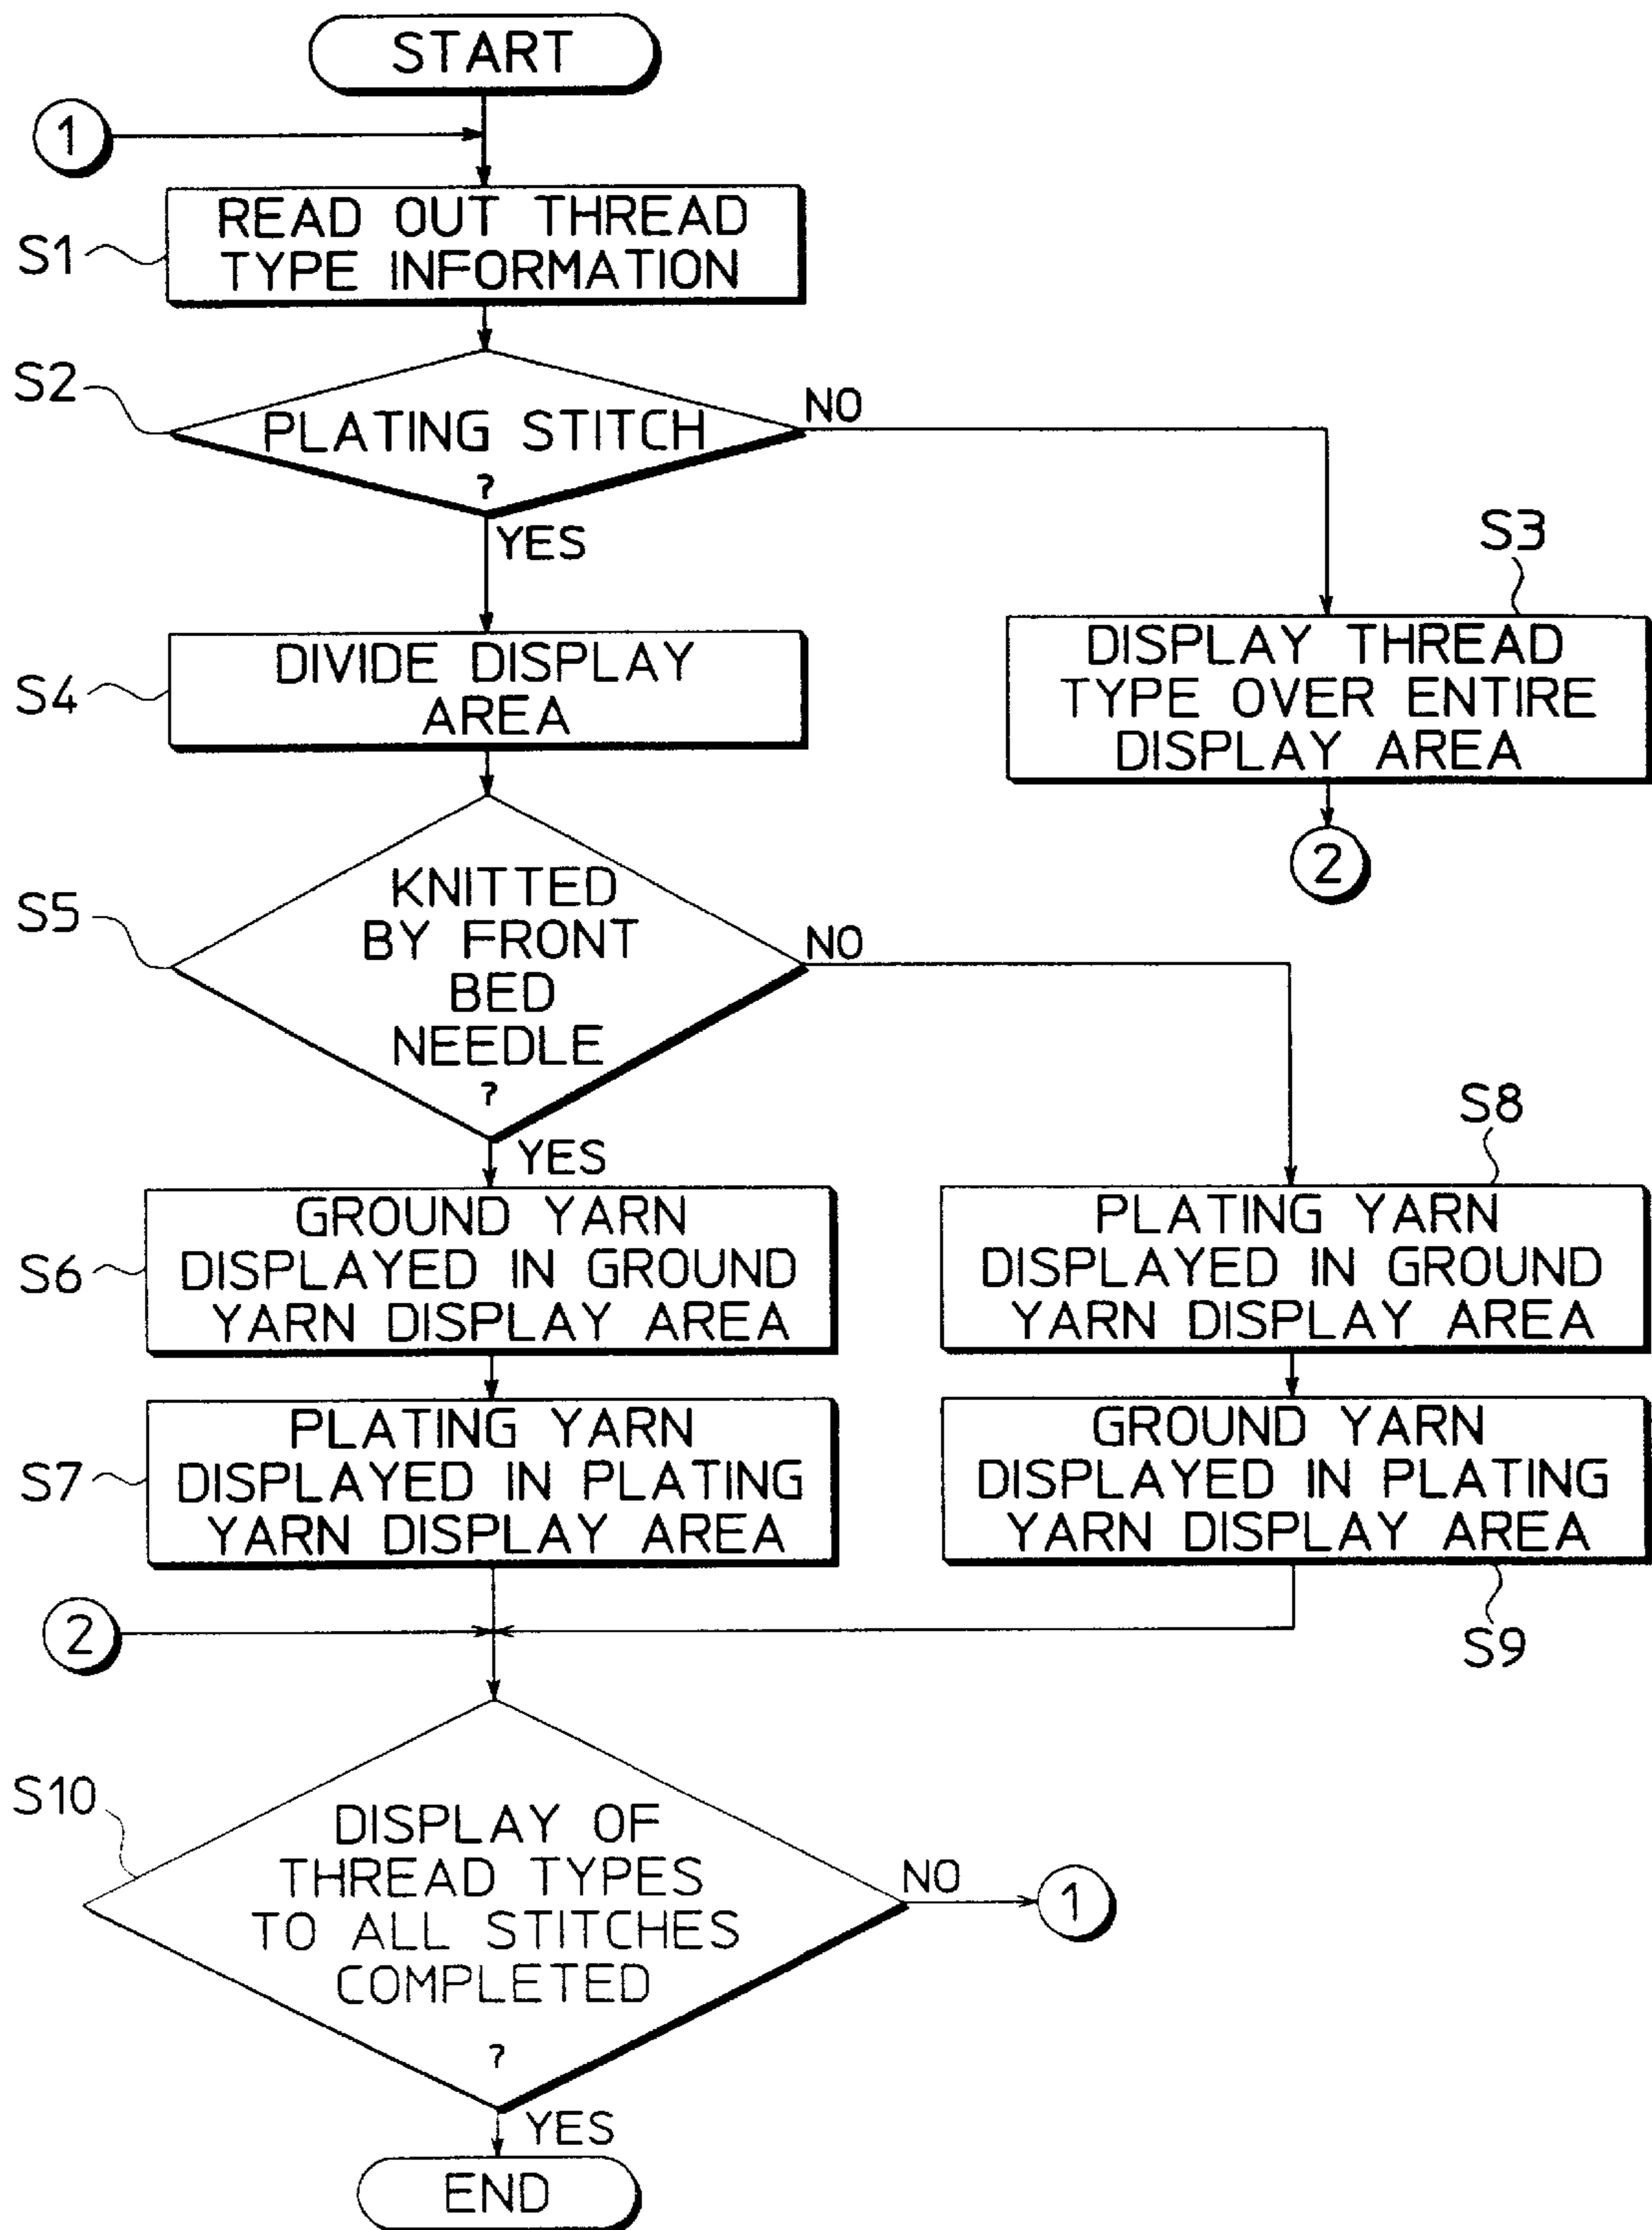 START
1
S1
READ OUT THREAD
TYPE INFORMATION
S2
PLATING STITCH
?
NO
YES
S3
DISPLAY THREAD
TYPE OVER ENTIRE
DISPLAY AREA
2
S4
DIVIDE DISPLAY
AREA
S5
KNITTED
BY FRONT
BED
NEEDLE
?
NO
YES
S6
GROUND YARN
DISPLAYED IN GROUND
YARN DISPLAY AREA
S8
PLATING YARN
DISPLAYED IN GROUND
YARN DISPLAY AREA
S7
PLATING YARN
DISPLAYED IN PLATING
YARN DISPLAY AREA
GROUND YARN
DISPLAYED IN PLATING
YARN DISPLAY AREA
S9
2
S10
DISPLAY OF
THREAD TYPES
TO ALL STITCHES
COMPLETED
?
NO
1
YES
END